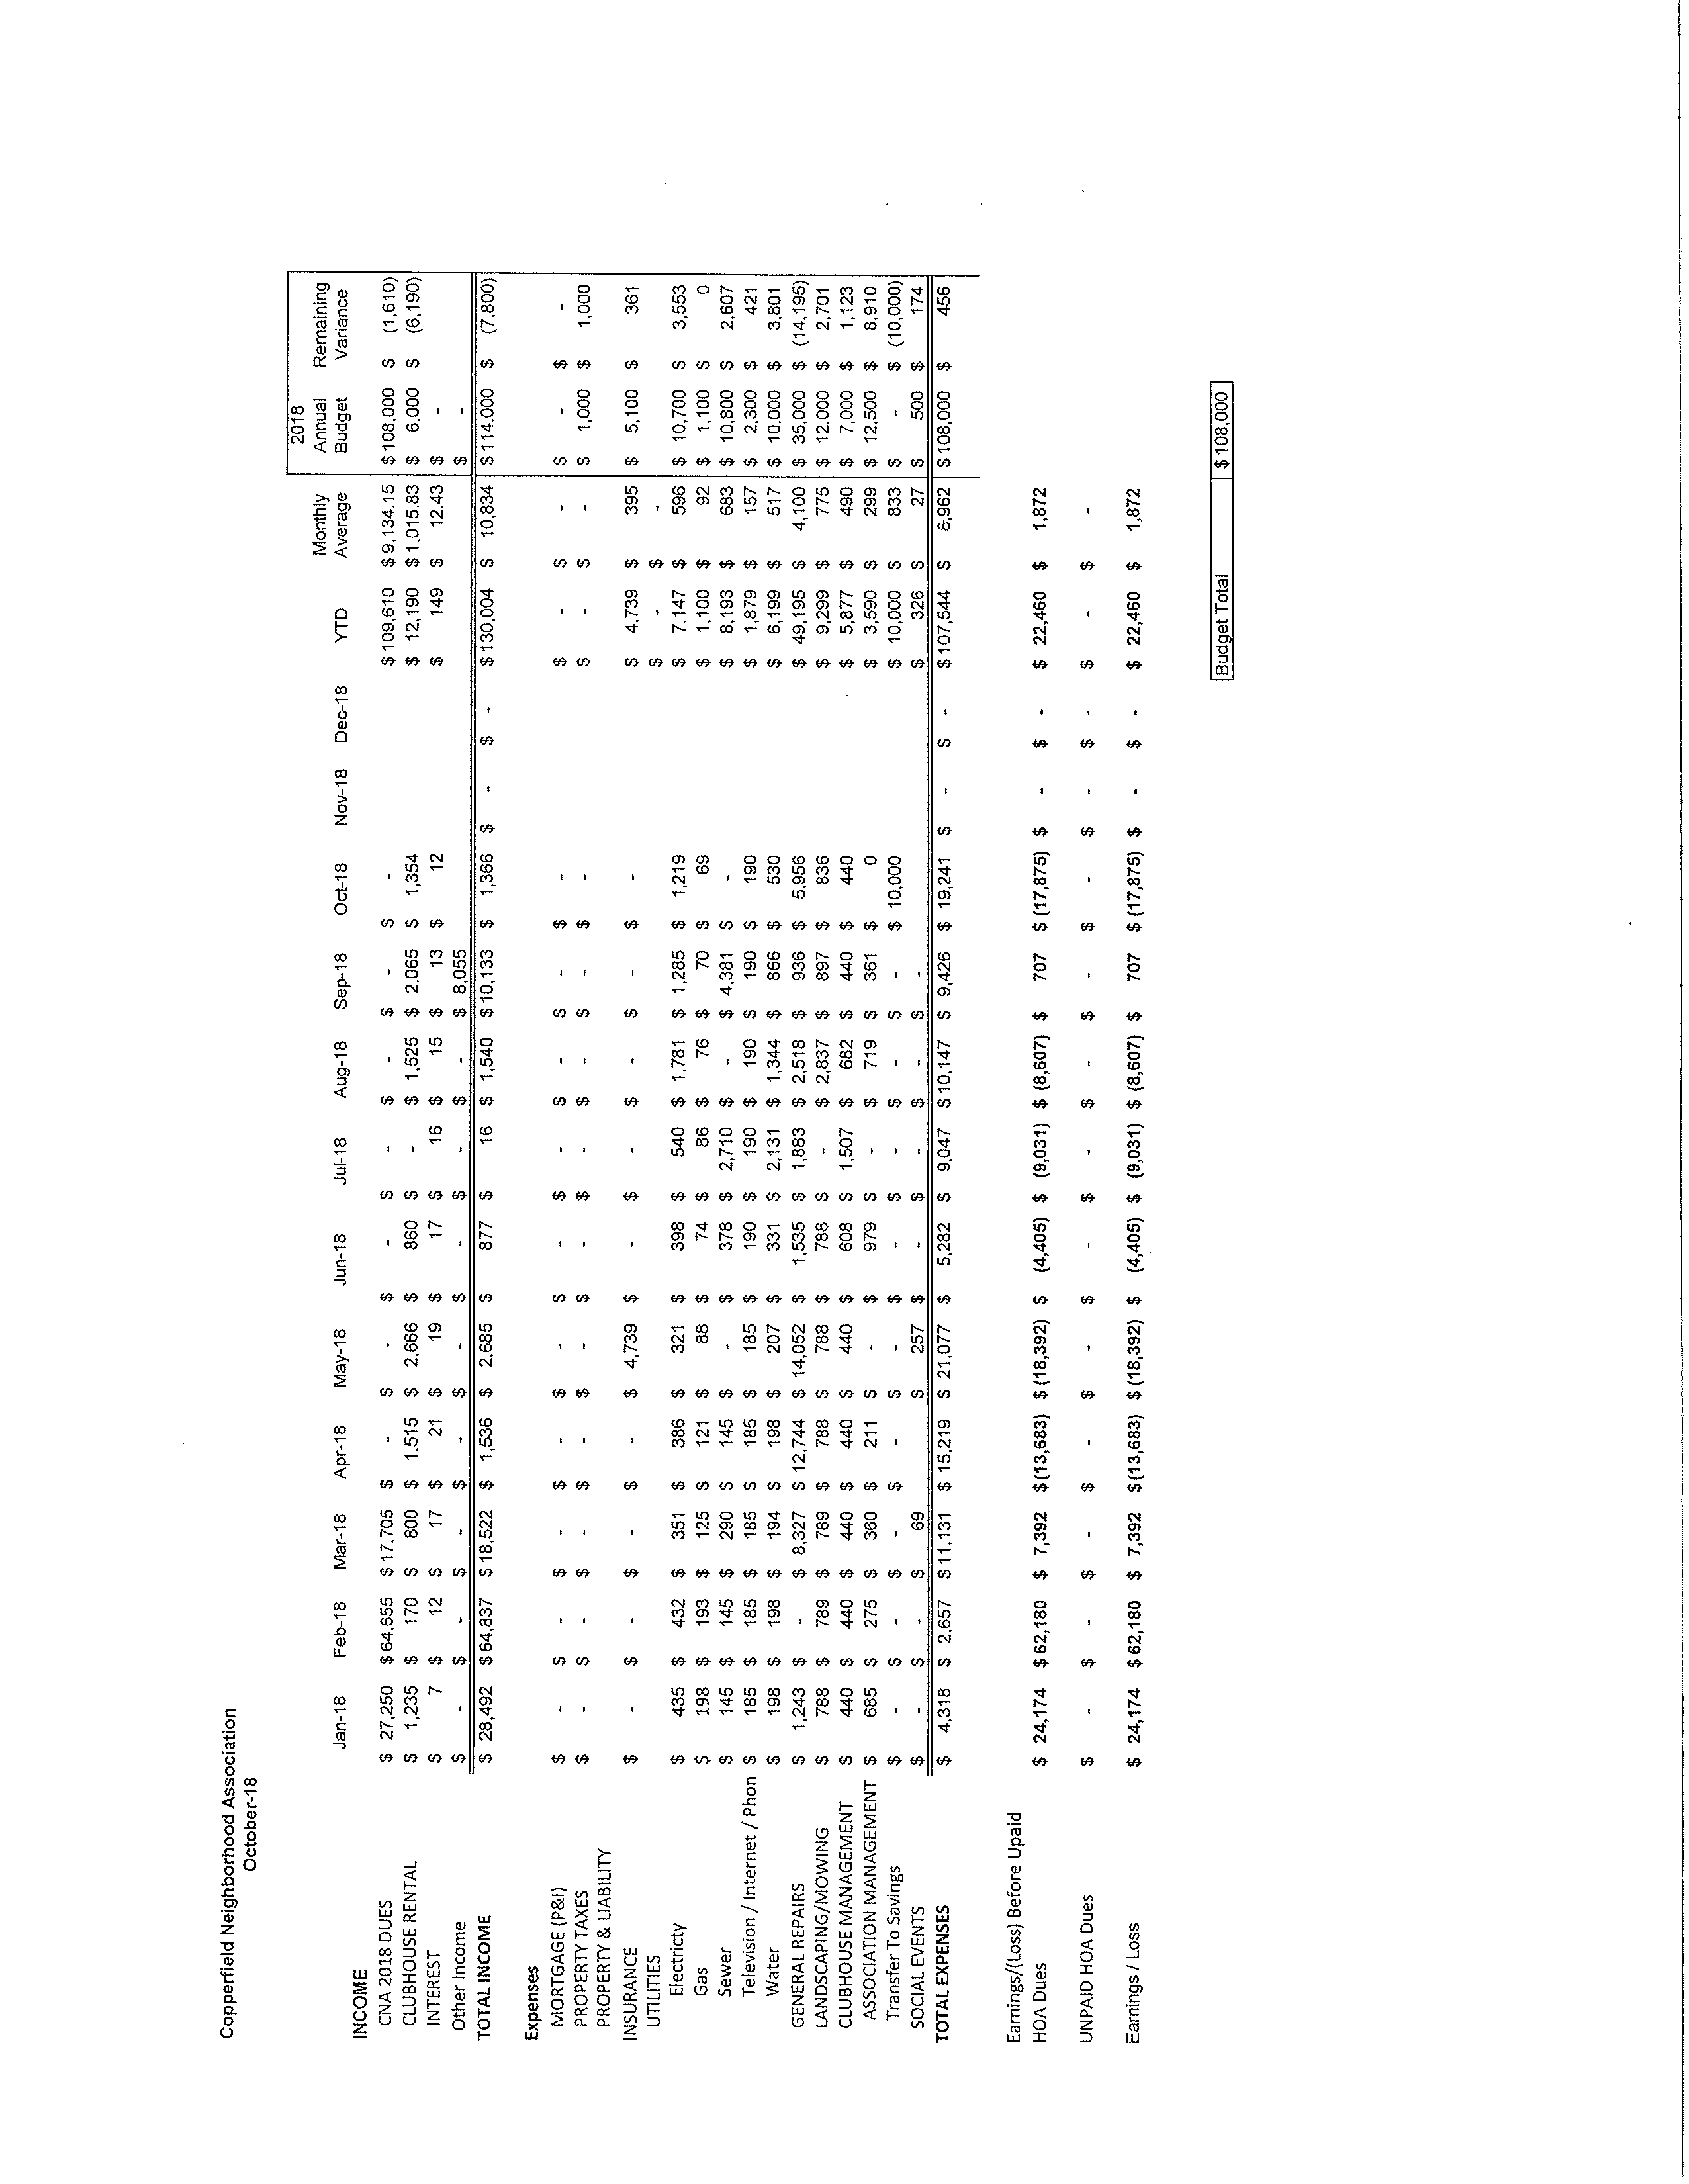 Copperfield Neighborhood Association
October-18
2018
Monthly Annual Remaining
Jan-18 Feb-18 Mar-18 Apr-18 May-18 Jun-18 Jul-18 Aug-18 Sep-18 Oct-18 Nov-18 Dec-18 YTD Average Budget Variance
INCOME
CNA 2018 DUES $ 27,250 $ 64,655 $ 17,705 $ - $ - $ - $ - $ - $ - $ - $ 109,610 $ 9,134.15 $ 108,000 $ (1,610)
CLUBHOUSE RENTAL $ 1,235 $ 170 $ 800 $ 1,515 $ 2,666 $ 860 $ - $ 1,525 $ 2,065 $ 1,354 $ 12,190 $ 1,015.83 $ 6,000 $ (6,190)
INTEREST $ 7 $ 12 $ 17 $ 21 $ 19 $ 17 $ 16 $ 15 $ 13 $ 12 $ 149 $ 12.43 $ -
Other Income $ - $ - $ - $ - $ - $ - $ - $ - $ 8,055 $ -
TOTAL INCOME $ 28,492 $ 64,837 $ 18,522 $ 1,536 $ 2,685 $ 877 $ 16 $ 1,540 $ 10,133 $ 1,366 $ - $ - $ 130,004 $ 10,834 $ 114,000 $ (7,800)
Expenses
MORTGAGE (P&I) $ - $ - $ - $ - $ - $ - $ - $ - $ - $ - $ - $ - $ - $ -
PROPERTY TAXES $ - $ - $ - $ - $ - $ - $ - $ - $ - $ - $ - $ - $ 1,000 $ 1,000
PROPERTY & LIABILITY
INSURANCE $ - $ - $ - $ - $ 4,739 $ - $ - $ - $ - $ - $ 4,739 $ 395 $ 5,100 $ 361
UTILITIES $ - $ -
Electricty $ 435 $ 432 $ 351 $ 386 $ 321 $ 398 $ 540 $ 1,781 $ 1,285 $ 1,219 $ 7,147 $ 596 $ 10,700 $ 3,553
Gas $ 198 $ 193 $ 125 $ 121 $ 88 $ 74 $ 86 $ 76 $ 70 $ 69 $ 1,100 $ 92 $ 1,100 $ 0
Sewer $ 145 $ 145 $ 290 $ 145 $ - $ 378 $ 2,710 $ - $ 4,381 $ - $ 8,193 $ 683 $ 10,800 $ 2,607
Television / Internet / Phon $ 185 $ 185 $ 185 $ 185 $ 185 $ 190 $ 190 $ 190 $ 190 $ 190 $ 1,879 $ 157 $ 2,300 $ 421
Water $ 198 $ 198 $ 194 $ 198 $ 207 $ 331 $ 2,131 $ 1,344 $ 866 $ 530 $ 6,199 $ 517 $ 10,000 $ 3,801
GENERAL REPAIRS $ 1,243 $ - $ 8,327 $ 12,744 $ 14,052 $ 1,535 $ 1,883 $ 2,518 $ 936 $ 5,956 $ 49,195 $ 4,100 $ 35,000 $ (14,195)
LANDSCAPING/MOWING $ 788 $ 789 $ 789 $ 788 $ 788 $ 788 $ - $ 2,837 $ 897 $ 836 $ 9,299 $ 775 $ 12,000 $ 2,701
CLUBHOUSE MANAGEMENT $ 440 $ 440 $ 440 $ 440 $ 440 $ 608 $ 1,507 $ 682 $ 440 $ 440 $ 5,877 $ 490 $ 7,000 $ 1,123
ASSOCIATION MANAGEMENT $ 685 $ 275 $ 360 $ 211 $ - $ 979 $ - $ 719 $ 361 $ 0 $ 3,590 $ 299 $ 12,500 $ 8,910
Transfer To Savings $ - $ - $ - $ - $ - $ - $ - $ - $ - $ 10,000 $ 10,000 $ 833 $ - $ (10,000)
SOCIAL EVENTS $ - $ - $ 69 $ 257 $ - $ - $ - $ - $ 326 $ 27 $ 500 $ 174
TOTAL EXPENSES $ 4,318 $ 2,657 $ 11,131 $ 15,219 $ 21,077 $ 5,282 $ 9,047 $ 10,147 $ 9,426 $ 19,241 $ - $ - $ 107,544 $ 8,962 $ 108,000 $ 456
Earnings/(Loss) Before Upaid
HOA Dues $ 24,174 $ 62,180 $ 7,392 $ (13,683) $ (18,392) $ (4,405) $ (9,031) $ (8,607) $ 707 $ (17,875) $ - $ - $ 22,460 $ 1,872
UNPAID HOA Dues $ - $ - $ - $ - $ - $ - $ - $ - $ - $ - $ - $ - $ - $ -
Earnings / Loss $ 24,174 $ 62,180 $ 7,392 $ (13,683) $ (18,392) $ (4,405) $ (9,031) $ (8,607) $ 707 $ (17,875) $ - $ - $ 22,460 $ 1,872
Budget Total $ 108,000